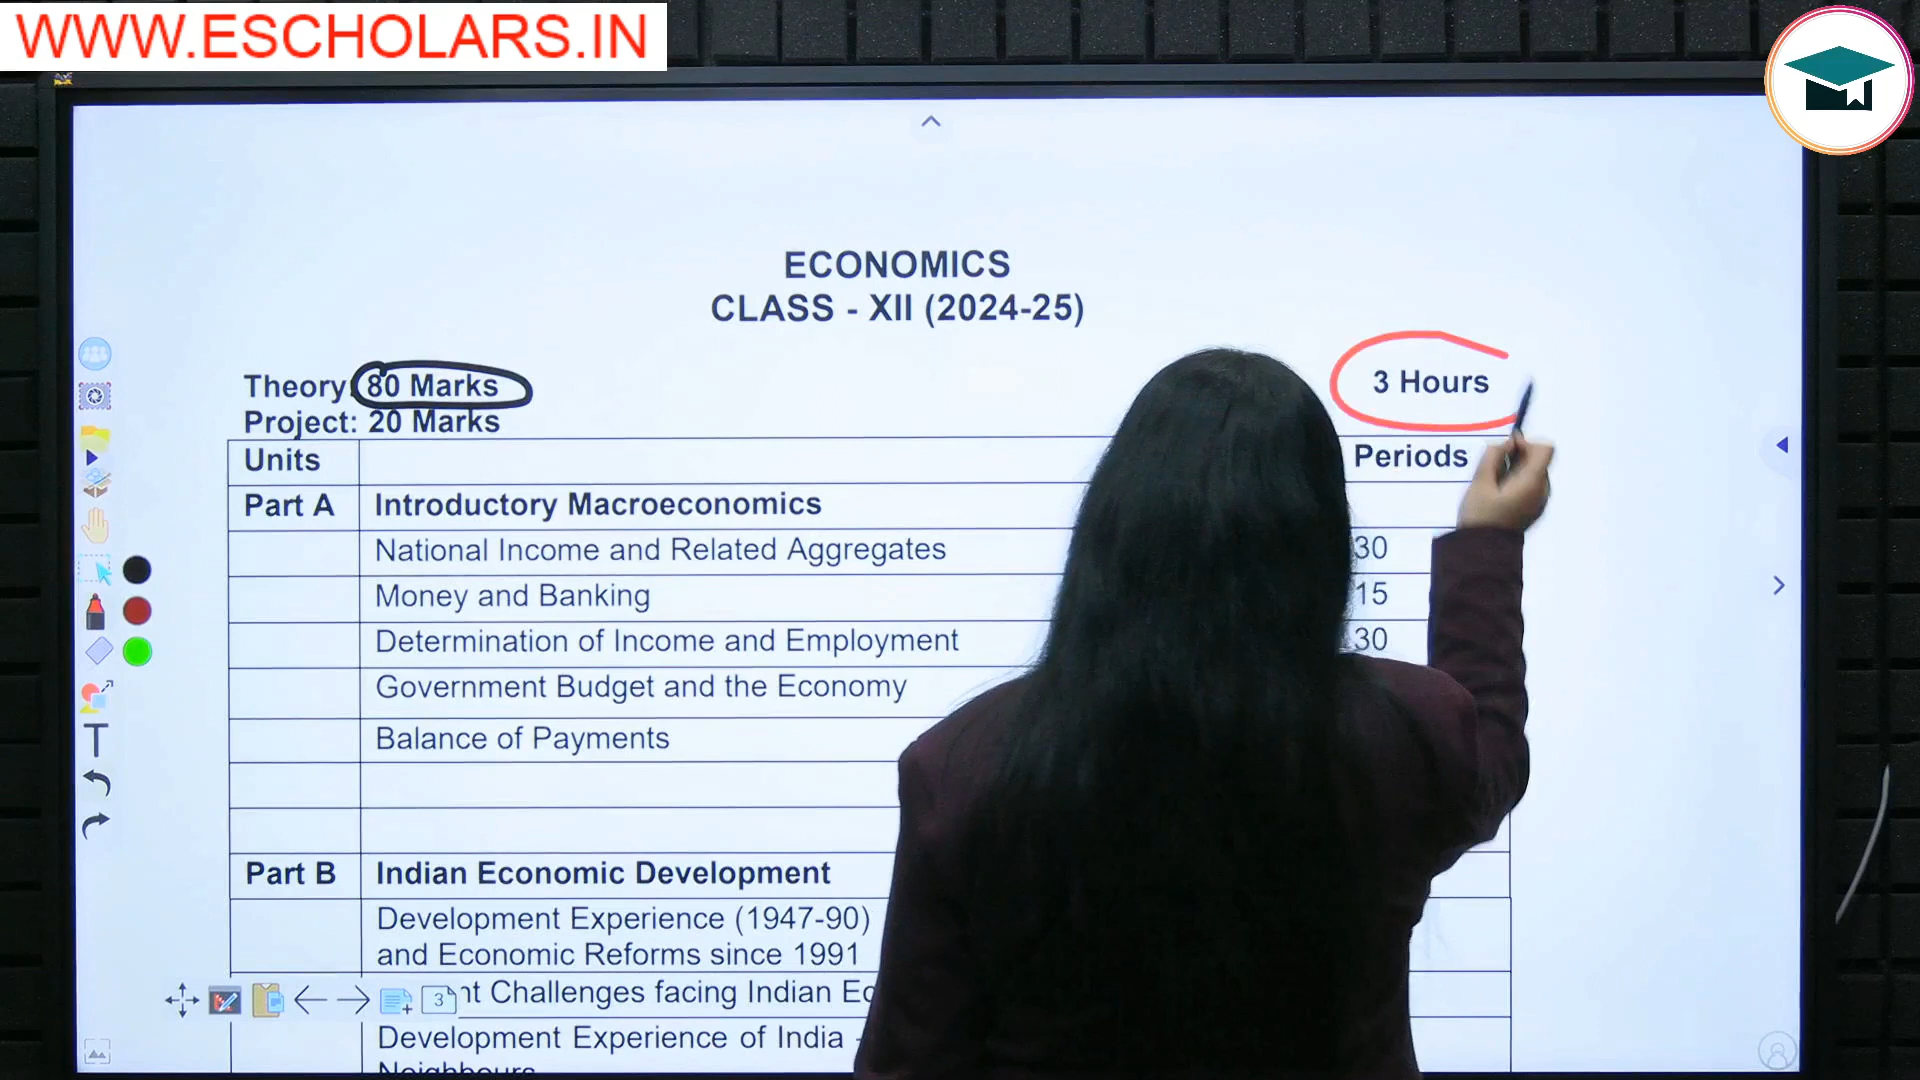 WWW.ESCHOLARS.IN
ECONOMICS
CLASS - XII (2024-25)
Theory: 80 Marks
3 Hours
Project: 20 Marks
Units
Periods
Part A Introductory Macroeconomics
National Income and Related Aggregates 30
Money and Banking 15
Determination of Income and Employment 30
Government Budget and the Economy
Balance of Payments
Part B Indian Economic Development
Development Experience (1947-90)
and Economic Reforms since 1991
3 Challenges facing Indian
Development Experience of India -
Neighbours
T